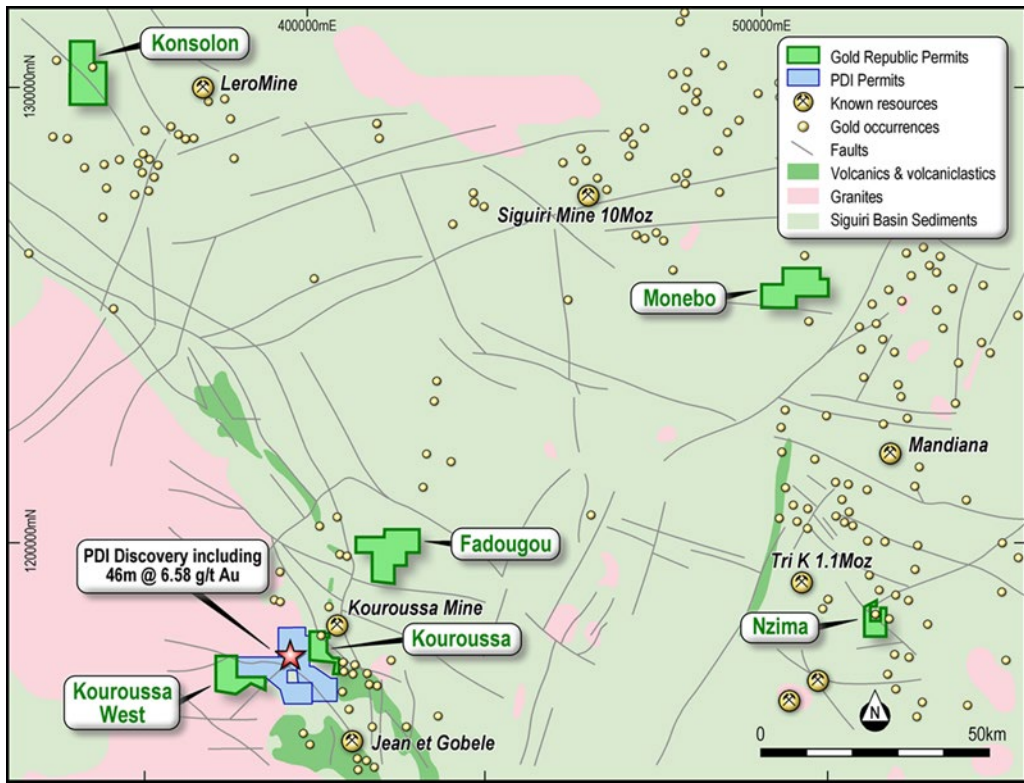 400000mE
500000mE
1300000mN
1200000mN
Konsolon
LeroMine
Gold Republic Permits
PDI Permits
Known resources
Gold occurrences
Faults
Volcanics & volcaniclastics
Granites
Siguiri Basin Sediments
Siguiri Mine 10Moz
Monebo
Mandiana
PDI Discovery including
46m @ 6.58 g/t Au
Fadougou
Tri K 1.1Moz
Kouroussa Mine
Kouroussa
Nzima
Kouroussa
West
Jean et Gobele
N
0
50km